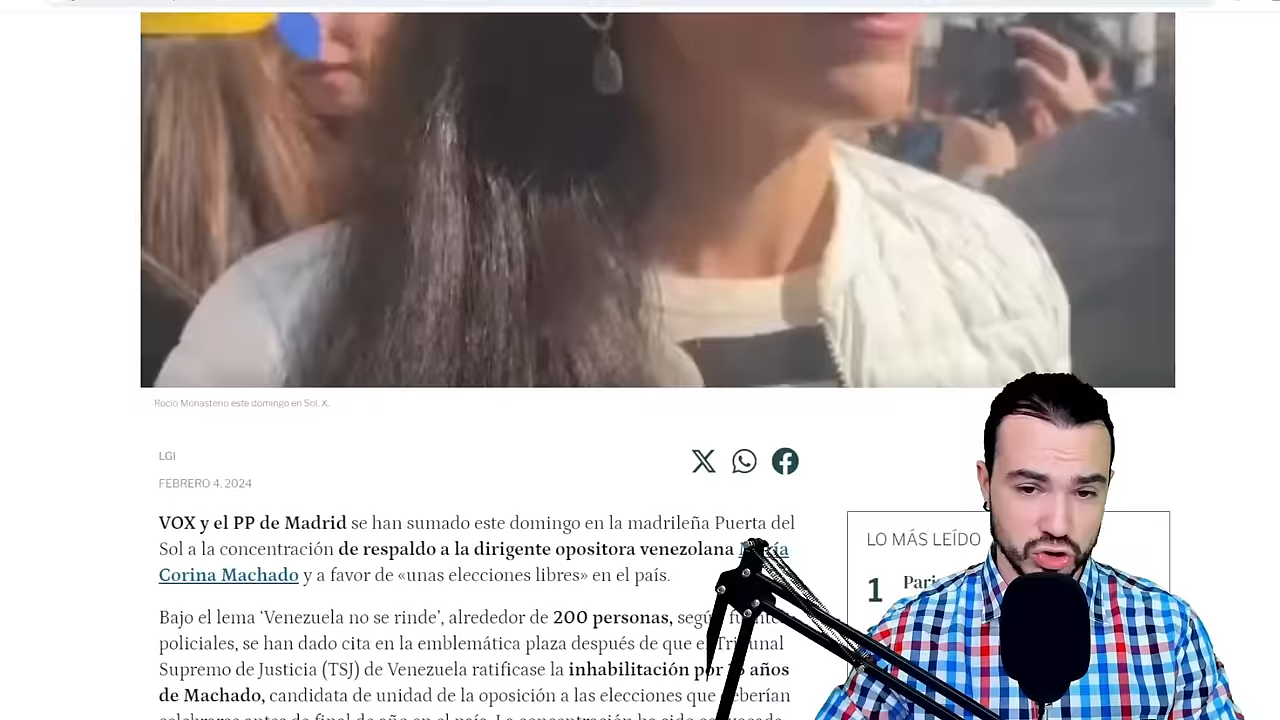 Rocío Monasterio este domingo en Sol. X.
LGI
FEBRERO 4, 2024
VOX y el PP de Madrid se han sumado este domingo en la madrileña Puerta del
Sol a la concentración de respaldo a la dirigente opositora venezolana
Corina Machado y a favor de «unas elecciones libres» en el país.
Bajo el lema ‘Venezuela no se rinde’, alrededor de 200 personas,
policiales, se han dado cita en la emblemática plaza después de que
Supremo de Justicia (TSJ) de Venezuela ratificase la inhabilitación por años
de Machado, candidata de unidad de la oposición a las elecciones que
LO MÁS LEÍDO
1